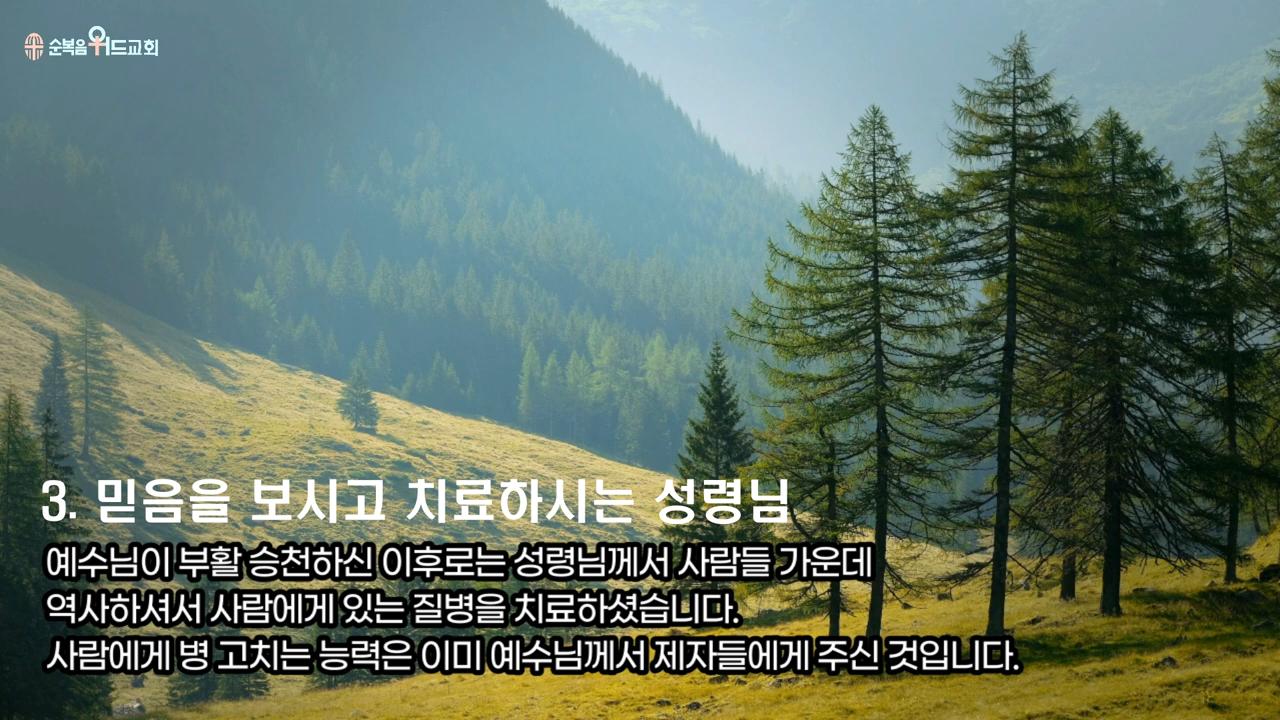 순복음위드교회
3. 믿음을 보시고 치료하시는 성령님
예수님이 부활 승천하신 이후로는 성령님께서 사람들 가운데
역사하셔서 사람에게 있는 질병을 치료하셨습니다.
사람에게 병 고치는 능력은 이미 예수님께서 제자들에게 주신 것입니다.